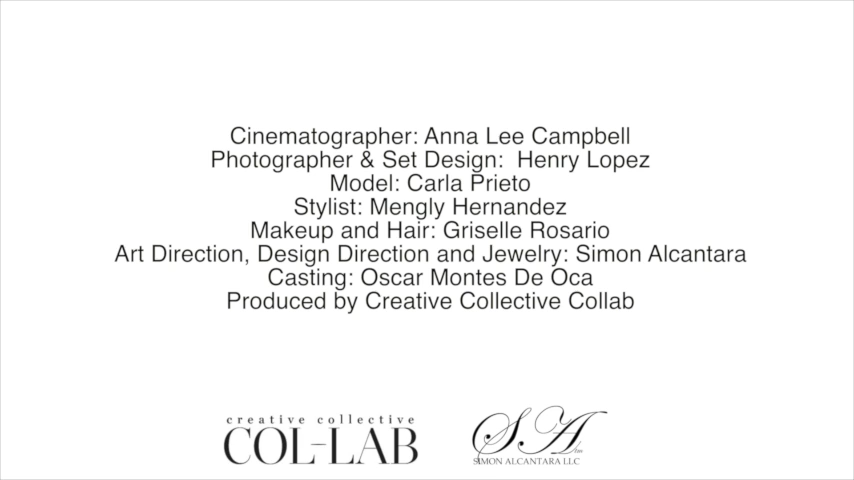 Cinematographer: Anna Lee Campbell
Photographer & Set Design:  Henry Lopez
Model: Carla Prieto
Stylist: Mengly Hernandez
Makeup and Hair: Griselle Rosario
Art Direction, Design Direction and Jewelry: Simon Alcantara
Casting: Oscar Montes De Oca
Produced by Creative Collective Collab
creative collective
COL-LAB
SA
SIMON ALCANTARA LLC